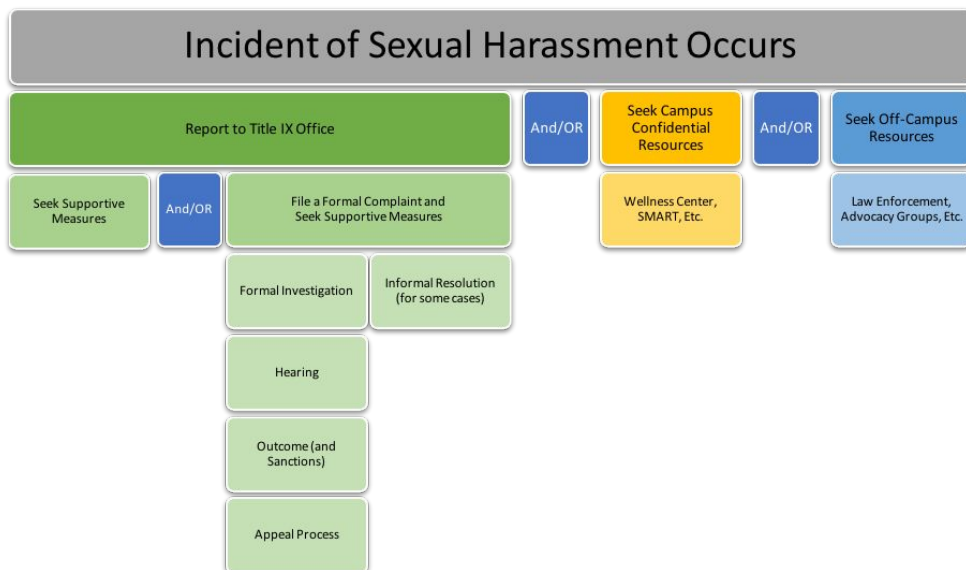 Incident of Sexual Harassment Occurs
Report to Title IX Office
And/OR
Seek Campus
Confidential
Resources
And/OR
Seek Off-Campus
Resources
Seek Supportive
Measures
And/OR
File a Formal Complaint and
Seek Supportive Measures
Wellness Center,
SMART, Etc.
Law Enforcement,
Advocacy Groups, Etc.
Formal Investigation
Informal Resolution
(for some cases)
Hearing
Outcome (and
Sanctions)
Appeal Process